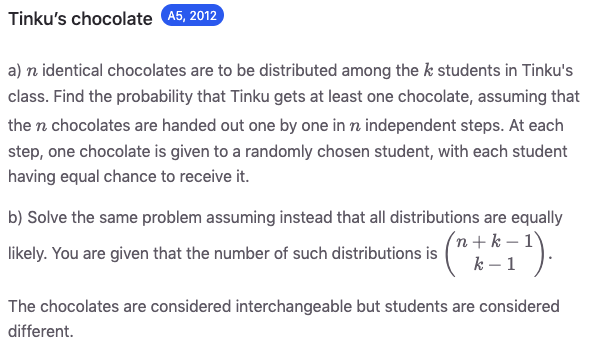 Tinku's chocolate A5, 2012
a) n identical chocolates are to be distributed among the k students in Tinku's
class. Find the probability that Tinku gets at least one chocolate, assuming that
the n chocolates are handed out one by one in n independent steps. At each
step, one chocolate is given to a randomly chosen student, with each student
having equal chance to receive it.
b) Solve the same problem assuming instead that all distributions are equally
likely. You are given that the number of such distributions is \binom{n+k-1}{k-1}.
The chocolates are considered interchangeable but students are considered
different.